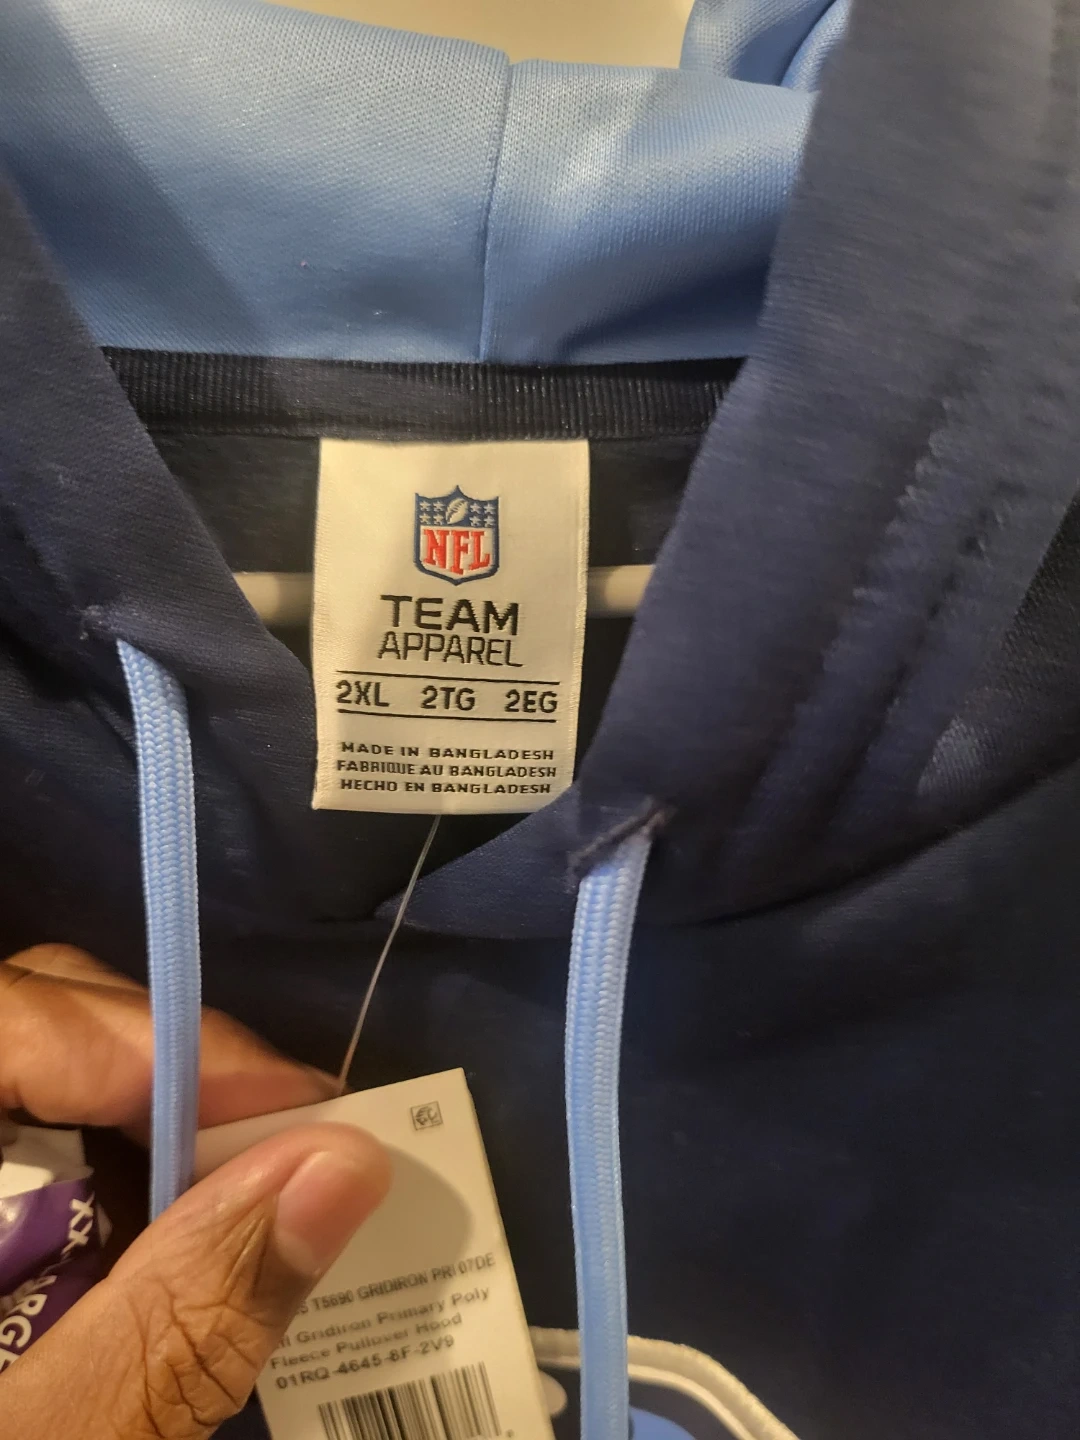 NFL
TEAM
APPAREL
2XL 2TG 2EG
MADE IN BANGLADESH
FABRIQUE AU BANGLADESH
HECHO EN BANGLADESH
T5690 GRIDIRON PRI 07DE
Gridiron Primary Poly
Fleece Pullover Hood
01RQ-4645-8F-2V9